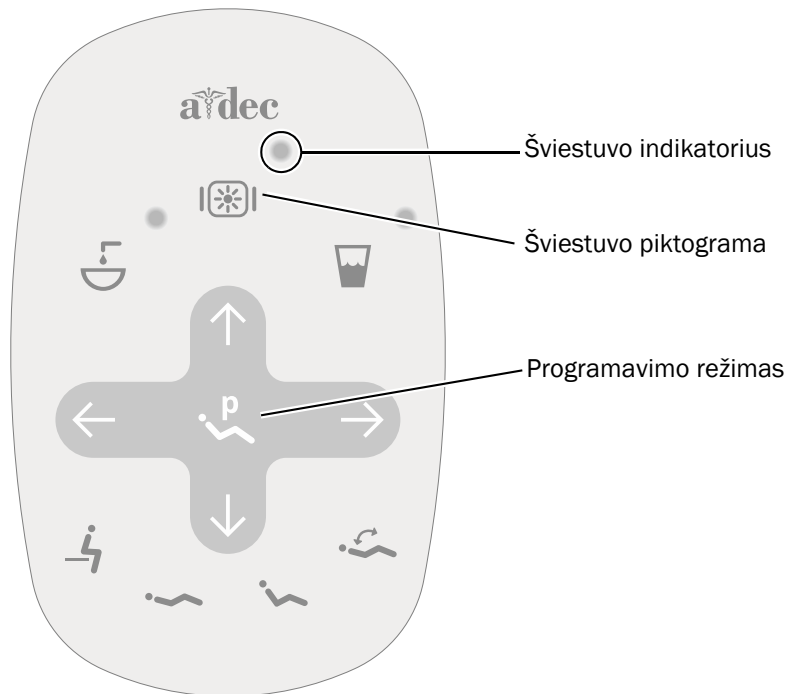 a dec
Šviestuvo indikatorius
Šviestuvo piktograma
Programavimo režimas
p